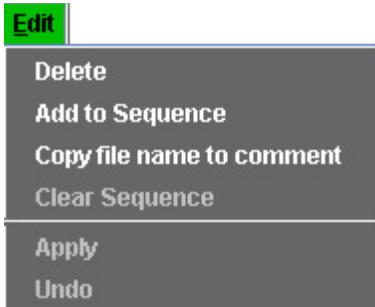 Edit
Delete
Add to Sequence
Copy file name to comment
Clear Sequence
Apply
Undo